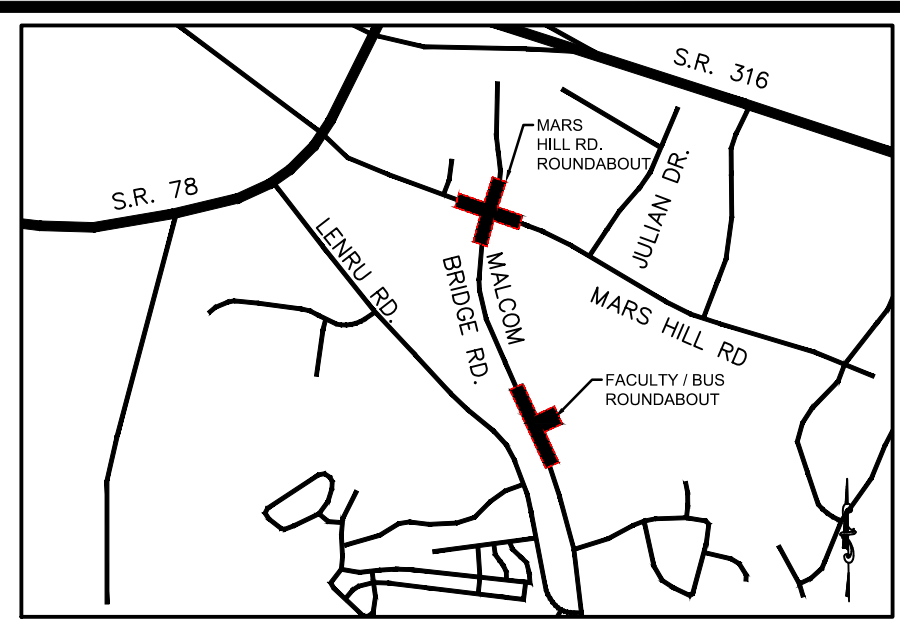 S.R. 316
MARS
HILL RD.
ROUNDABOUT
JULIAN DR.
S.R. 78
LENRU RD.
MALCOM
BRIDGE RD.
MARS HILL RD
FACULTY / BUS
ROUNDABOUT